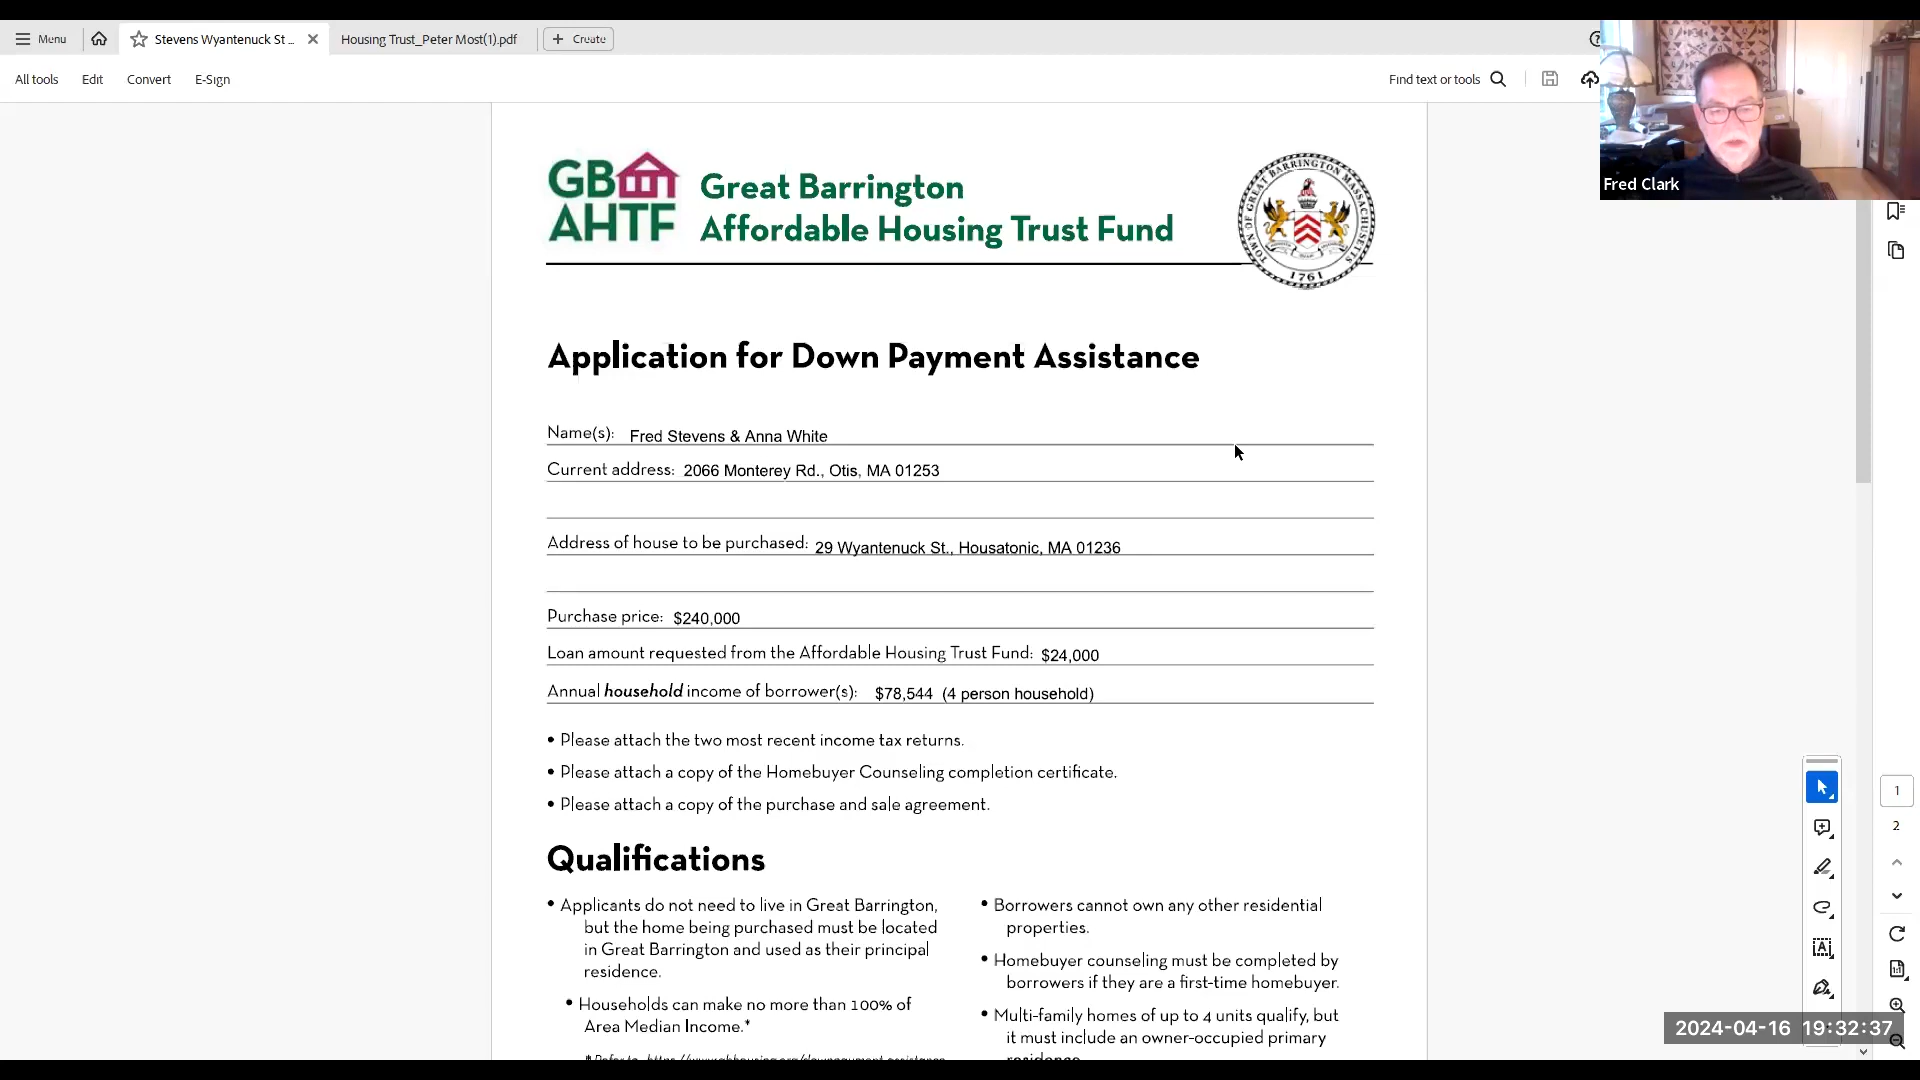 Menu
Stevens Wyantenuck St ...
Housing Trust_Peter Most(1).pdf
Create
All tools
Edit
Convert
E-Sign
Find text or tools
Fred Clark
GB
AHTF
Great Barrington
Affordable Housing Trust Fund
TOWN OF GREAT BARRINGTON MASSACHUSETTS
1761
Application for Down Payment Assistance
Name(s): Fred Stevens & Anna White
Current address: 2066 Monterey Rd., Otis, MA 01253
Address of house to be purchased: 29 Wyantenuck St., Housatonic, MA 01236
Purchase price: $240,000
Loan amount requested from the Affordable Housing Trust Fund: $24,000
Annual household income of borrower(s): $78,544 (4 person household)
• Please attach the two most recent income tax returns.
• Please attach a copy of the Homebuyer Counseling completion certificate.
• Please attach a copy of the purchase and sale agreement.
Qualifications
• Applicants do not need to live in Great Barrington,
but the home being purchased must be located
in Great Barrington and used as their principal
residence.
• Households can make no more than 100% of
Area Median Income.*
• Borrowers cannot own any other residential
properties.
• Homebuyer counseling must be completed by
borrowers if they are a first-time homebuyer.
• Multi-family homes of up to 4 units qualify, but
it must include an owner-occupied primary
residence.
1
2
2024-04-16 19:32:37